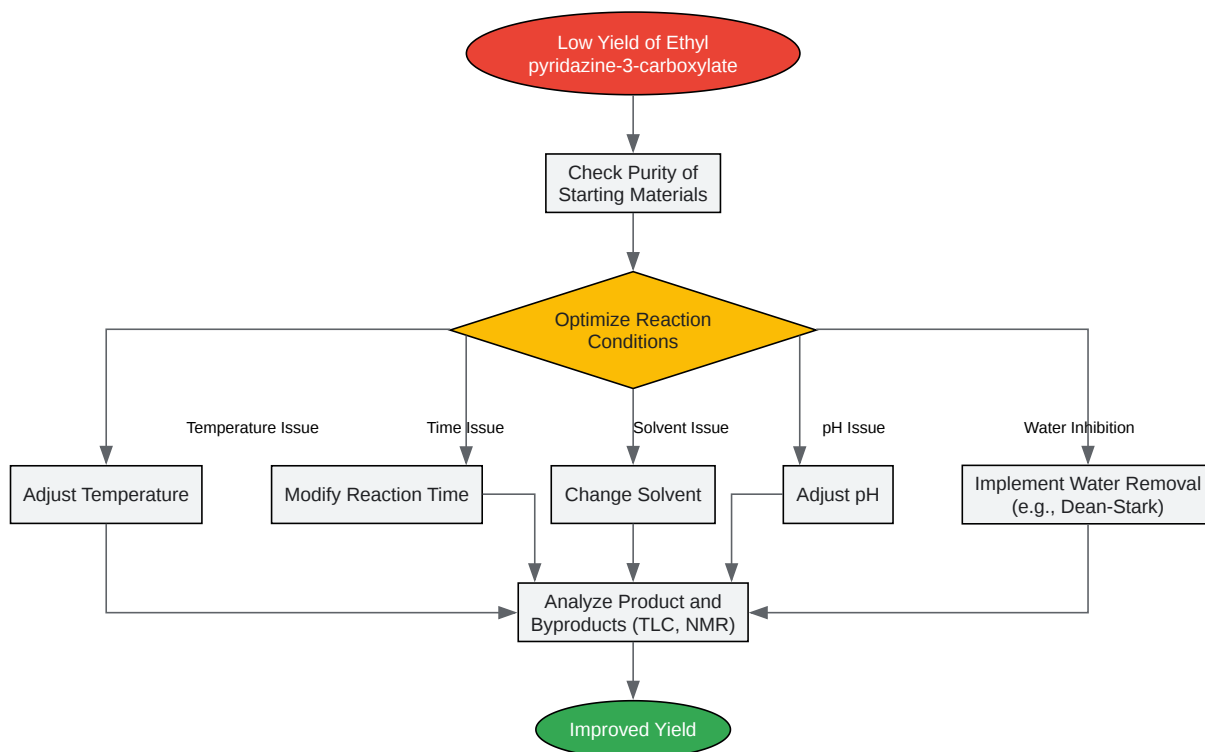 Low Yield of Ethyl
pyridazine-3-carboxylate
Check Purity of
Starting Materials
Optimize Reaction
Conditions
Temperature Issue
Time Issue
Solvent Issue
pH Issue
Water Inhibition
Adjust Temperature
Modify Reaction Time
Change Solvent
Adjust pH
Implement Water Removal
(e.g., Dean-Stark)
Analyze Product and
Byproducts (TLC, NMR)
Improved Yield